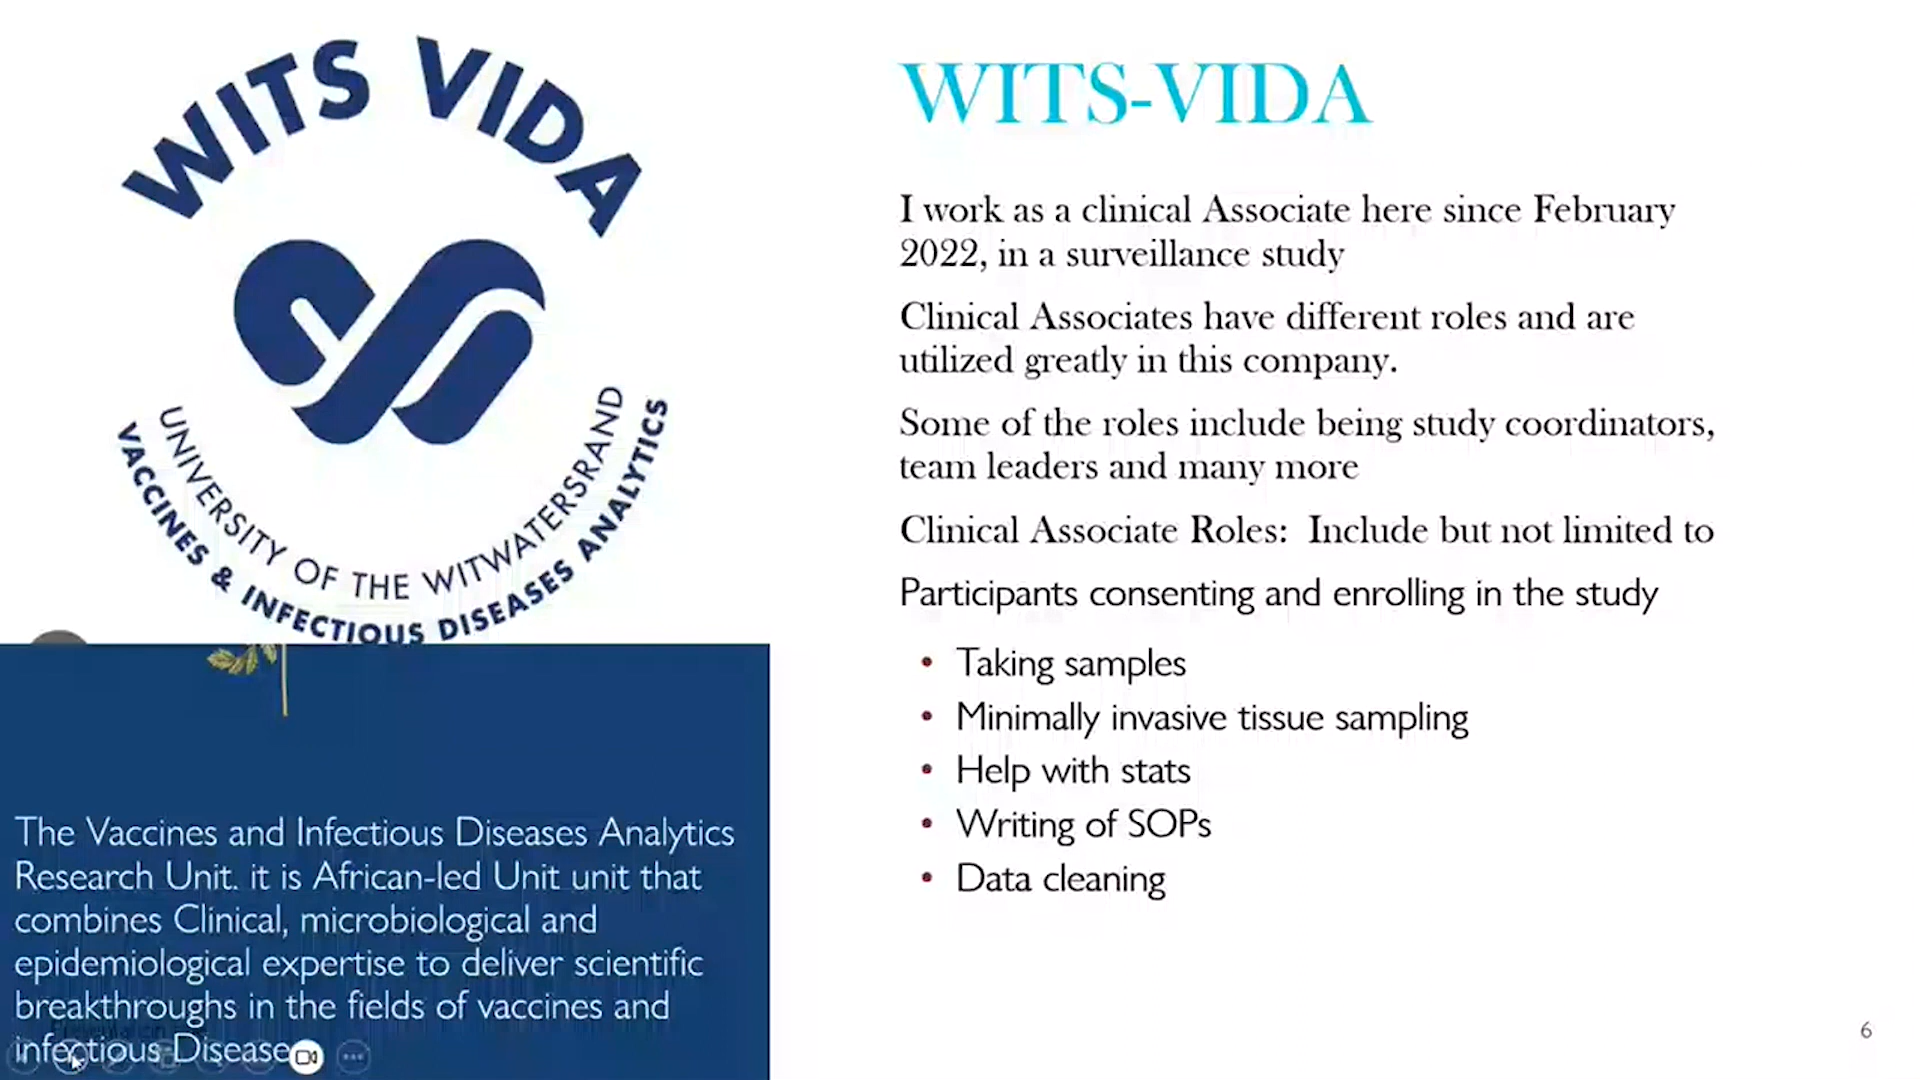 WITS VIDA
UNIVERSITY OF THE WITWATERSRAND
VACCINES & INFECTIOUS DISEASES ANALYTICS
The Vaccines and Infectious Diseases Analytics
Research Unit. it is African-led Unit unit that
combines Clinical, microbiological and
epidemiological expertise to deliver scientific
breakthroughs in the fields of vaccines and
infectious Disease
WITS-VIDA
I work as a clinical Associate here since February
2022, in a surveillance study
Clinical Associates have different roles and are
utilized greatly in this company.
Some of the roles include being study coordinators,
team leaders and many more
Clinical Associate Roles: Include but not limited to
Participants consenting and enrolling in the study
• Taking samples
• Minimally invasive tissue sampling
• Help with stats
• Writing of SOPs
• Data cleaning
6